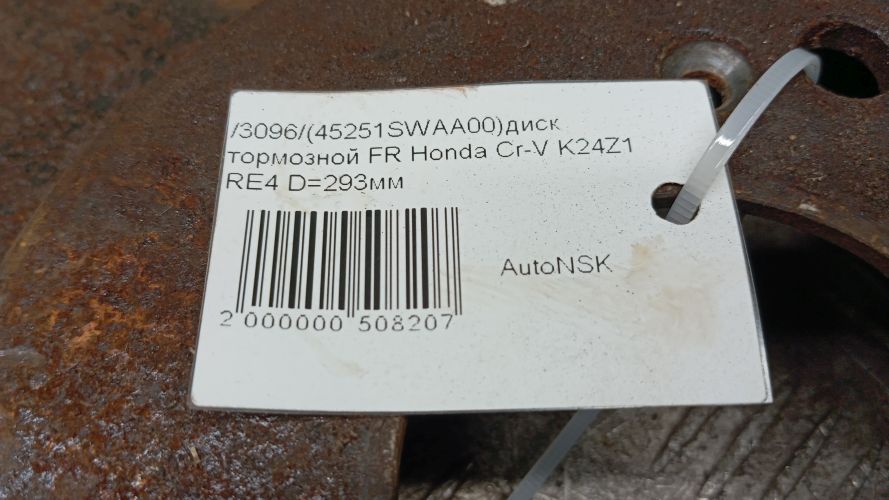 /3096/(45251SWAA00)диск
тормозной FR Honda Cr-V K24Z1
RE4 D=293мм
AutoNSK
2 000000 508207